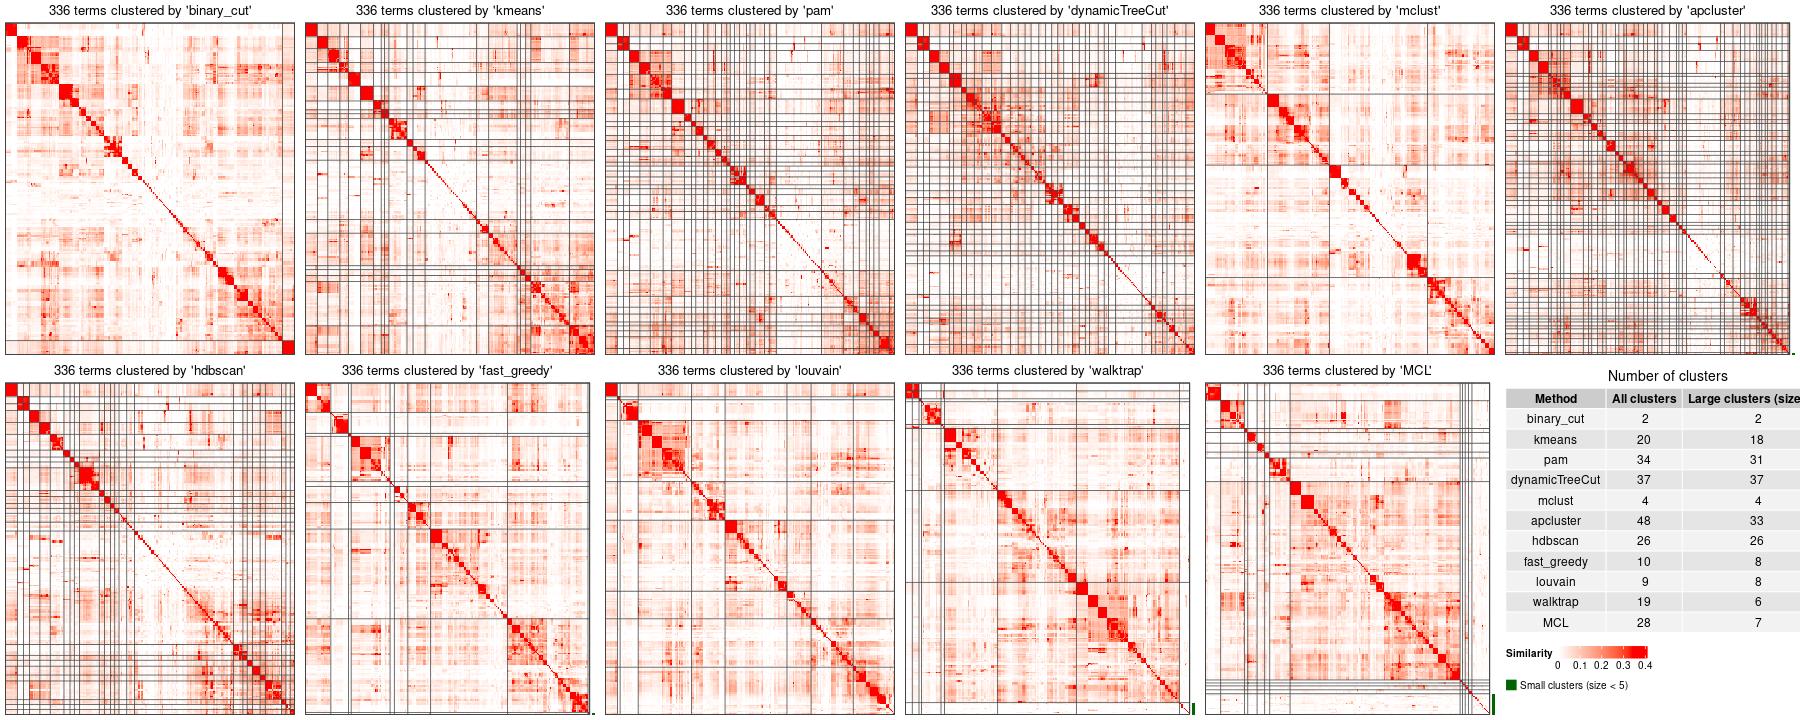 336 terms clustered by 'binary_cut'
336 terms clustered by 'kmeans'
336 terms clustered by 'pam'
336 terms clustered by 'dynamicTreeCut'
336 terms clustered by 'mclust'
336 terms clustered by 'apcluster'
336 terms clustered by 'hdbscan'
336 terms clustered by 'fast_greedy'
336 terms clustered by 'louvain'
336 terms clustered by 'walktrap'
336 terms clustered by 'MCL'
Number of clusters
Method All clusters Large clusters (size
binary_cut 2 2
kmeans 20 18
pam 34 31
dynamicTreeCut 37 37
mclust 4 4
apcluster 48 33
hdbscan 26 26
fast_greedy 10 8
louvain 9 8
walktrap 19 6
MCL 28 7
Similarity
0 0.1 0.2 0.3 0.4
Small clusters (size < 5)